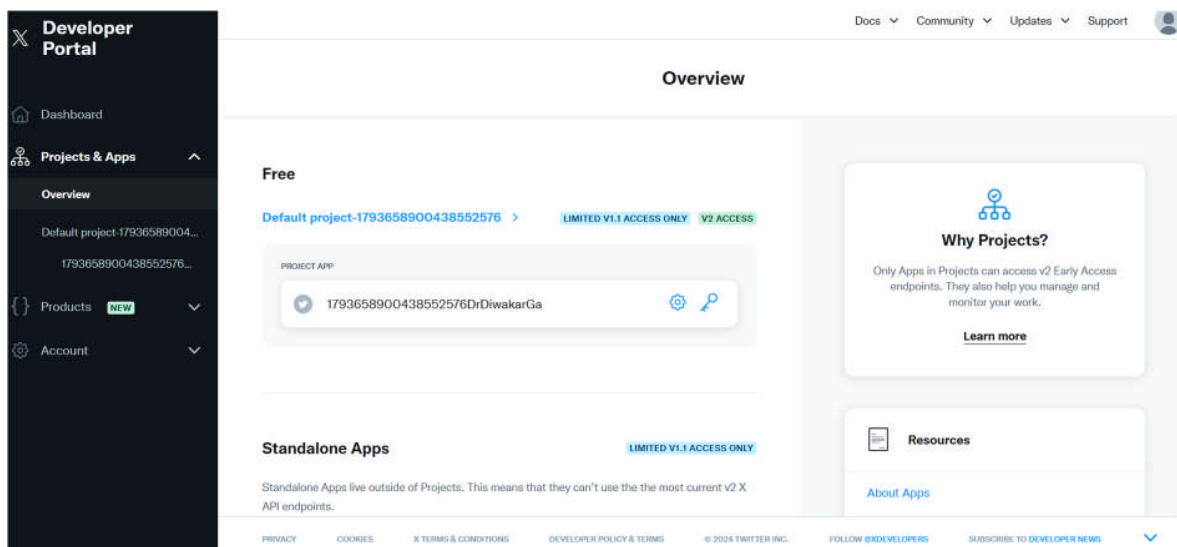 Developer
Portal
Dashboard
Projects & Apps
Overview
Default project-17936589004...
1793658900438552576...
Products NEW
Account
Docs Community Updates Support
Overview
Free
Default project-1793658900438552576
LIMITED V1.1 ACCESS ONLY V2 ACCESS
PROJECT APP
1793658900438552576DrDiwakarGa
Standalone Apps
LIMITED V1.1 ACCESS ONLY
Standalone Apps live outside of Projects. This means that they can't use the the most current v2 X
API endpoints.
Why Projects?
Only Apps in Projects can access v2 Early Access
endpoints. They also help you manage and
monitor your work.
Learn more
Resources
About Apps
PRIVACY COOKIES X TERMS & CONDITIONS DEVELOPER POLICY & TERMS © 2024 TWITTER INC. FOLLOW @XDEVELOPERS SUBSCRIBE TO DEVELOPER NEWS